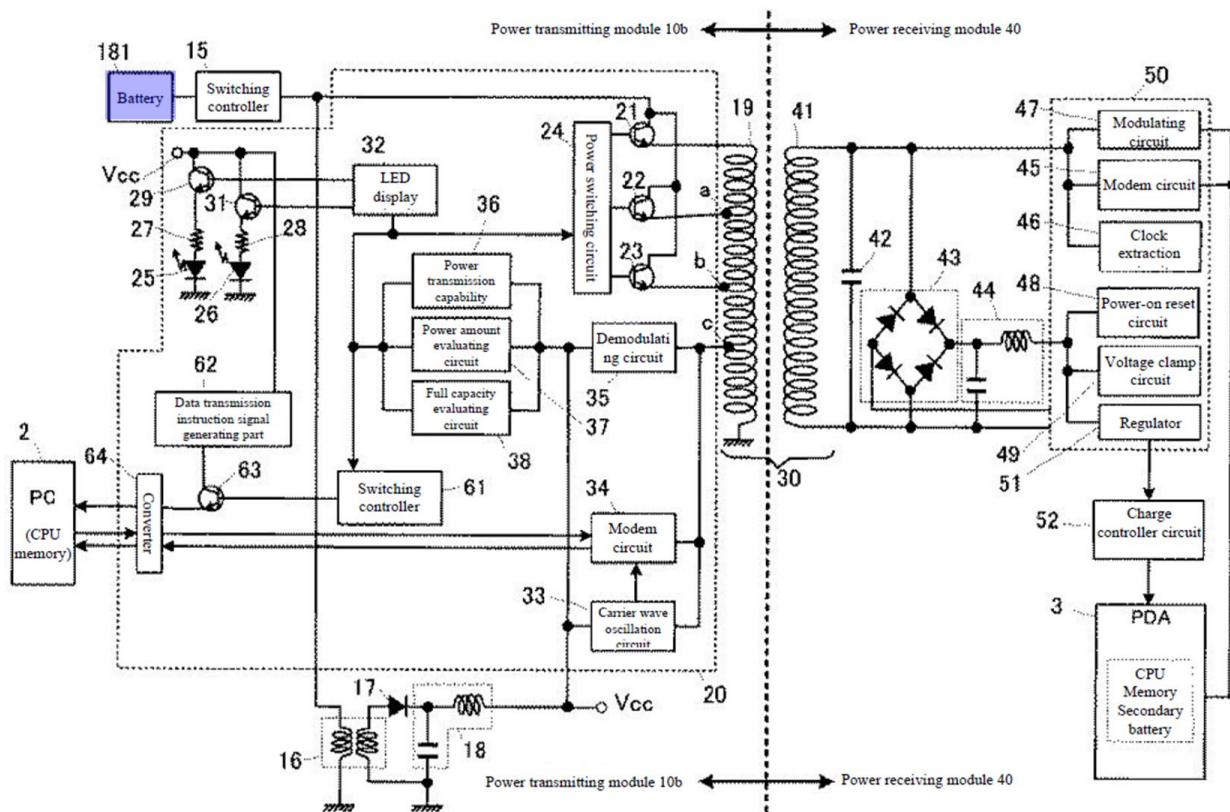 Power transmitting module 10b
Power receiving module 40
181
15
Battery
Switching
controller
21
19
41
50
47
Modulating
circuit
24
32
Vcc
LED
display
29
31
Power switching circuit
22
a
45
Modem circuit
27
28
36
46
Clock
extraction
25
26
Power
transmission
capability
23
b
42
43
44
48
Power-on reset
circuit
c
Power amount
evaluating
circuit
Demodulati
ng circuit
35
Voltage clamp
circuit
62
Data transmission
instruction signal
generating part
Full capacity
evaluating
circuit
37
38
49
Regulator
51
2
64
63
30
PC
(CPU
memory)
Converter
Switching
controller
61
34
Modem
circuit
52
Charge
controller circuit
33
Carrier wave
oscillation
circuit
3
PDA
CPU
Memory
Secondary
battery
17
20
Vcc
16
18
Power transmitting module 10b
Power receiving module 40